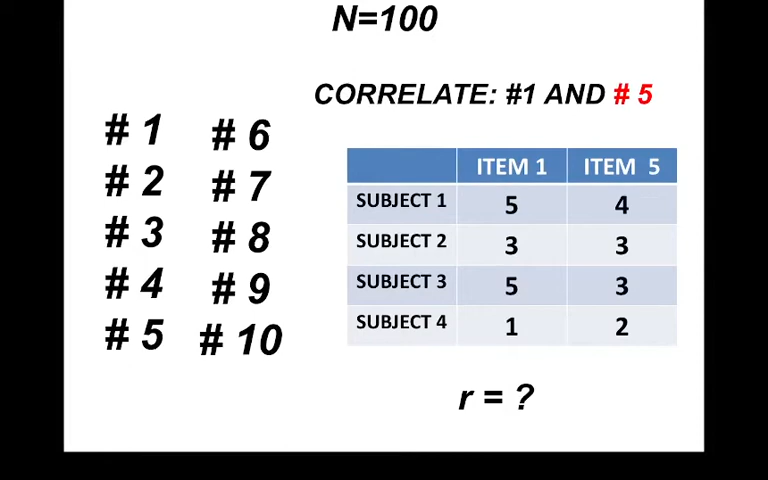 N=100
CORRELATE: #1 AND # 5
# 1 # 6
# 2 # 7
# 3 # 8
# 4 # 9
# 5 # 10
ITEM 1 ITEM 5
SUBJECT 1 5 4
SUBJECT 2 3 3
SUBJECT 3 5 3
SUBJECT 4 1 2
r = ?